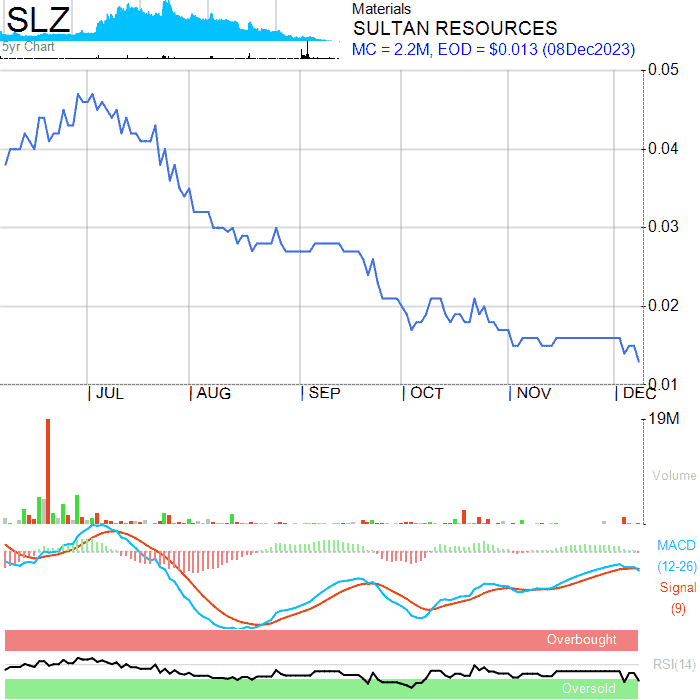 SLZ
5yr Chart
Materials
SULTAN RESOURCES
MC = 2.2M, EOD = $0.013 (08Dec2023)
0.05
0.04
0.03
0.02
0.01
JUL AUG SEP OCT NOV DEC
19M
Volume
MACD
(12-26)
Signal
(9)
Overbought
RSI(14)
Oversold